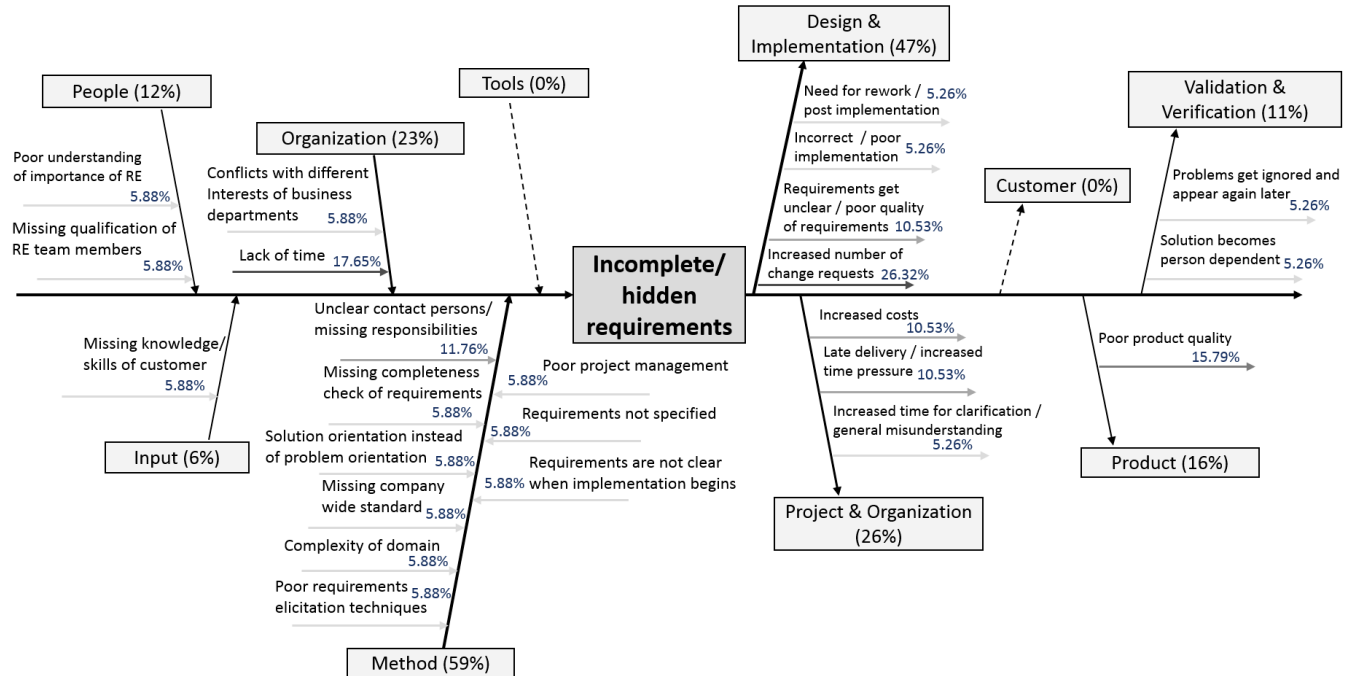 People (12%)
Poor understanding
of importance of RE
5.88%
Missing qualification of
RE team members
5.88%
Organization (23%)
Conflicts with different
Interests of business
departments
5.88%
Lack of time 17.65%
Tools (0%)
Missing knowledge/
skills of customer
5.88%
Input (6%)
Unclear contact persons/
missing responsibilities
11.76%
Missing completeness
check of requirements
5.88%
Solution orientation instead
of problem orientation 5.88%
Missing company
wide standard 5.88%
Complexity of domain
5.88%
Poor requirements
elicitation techniques
5.88%
Poor project management
5.88%
Requirements not specified
5.88%
Requirements are not clear
5.88% when implementation begins
Method (59%)
Incomplete/
hidden
requirements
Design &
Implementation (47%)
Need for rework / 5.26%
post implementation
Incorrect / poor
implementation 5.26%
Requirements get
unclear / poor quality
of requirements 10.53%
Increased number of
change requests 26.32%
Customer (0%)
Validation &
Verification (11%)
Problems get ignored and
appear again later
5.26%
Solution becomes
person dependent 5.26%
Increased costs
10.53%
Late delivery / increased
time pressure 10.53%
Increased time for clarification /
general misunderstanding
5.26%
Project & Organization
(26%)
Poor product quality
15.79%
Product (16%)